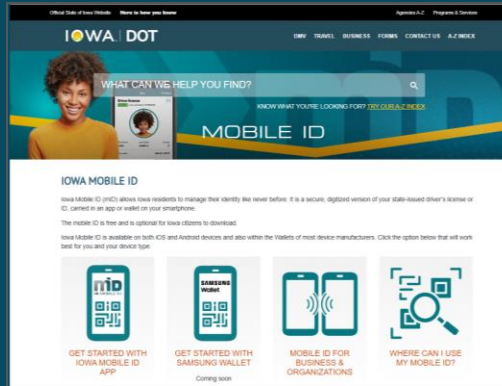 Official State of Iowa Website Here is how you know
Agencies A-Z Programs & Services
IOWA DOT
DMV TRAVEL BUSINESS FORMS CONTACT US A-Z INDEX
WHAT CAN WE HELP YOU FIND?
KNOW WHAT YOU'RE LOOKING FOR? TRY OUR A-Z INDEX
MOBILE ID
IOWA MOBILE ID
Iowa Mobile ID (mID) allows Iowa residents to manage their identity like never before. It is a secure, digitized version of your state-issued driver's license or
ID, carried in an app or wallet on your smartphone.
The mobile ID is free and is optional for Iowa citizens to download.
Iowa Mobile ID is available on both iOS and Android devices and also within the Wallets of most device manufacturers. Click the option below that will work
best for you and your device type.
mID
SAMSUNG
Wallet
GET STARTED WITH
IOWA MOBILE ID
APP
GET STARTED WITH
SAMSUNG WALLET
Coming soon
MOBILE ID FOR
BUSINESS &
ORGANIZATIONS
WHERE CAN I USE
MY MOBILE ID?